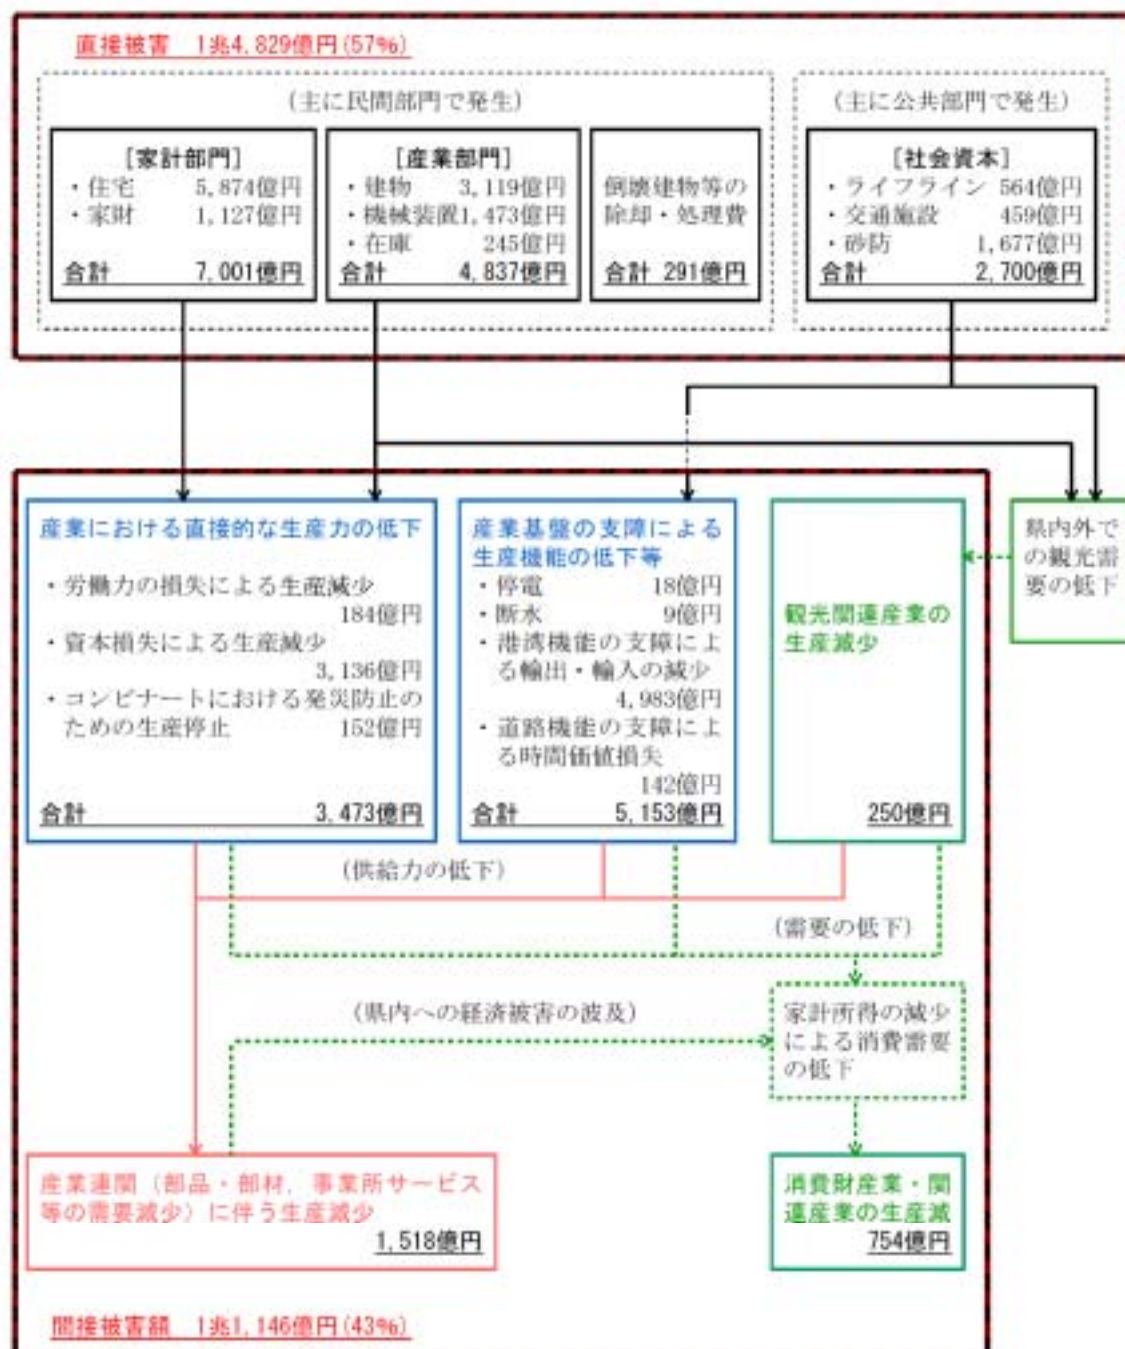 直接被害 1兆4,829億円(57%)
(主に民間部門で発生)
(主に公共部門で発生)
[家計部門]
・住宅 5,874億円
・家財 1,127億円
合計 7,001億円
[産業部門]
・建物 3,119億円
・機械装置1,473億円
・在庫 245億円
合計 4,837億円
倒壊建物等の
除却・処理費
合計 291億円
[社会資本]
・ライフライン 564億円
・交通施設 459億円
・砂防 1,677億円
合計 2,700億円
産業における直接的な生産力の低下
・労働力の損失による生産減少
184億円
・資本損失による生産減少
3,136億円
・コンビナートにおける発災防止の
ための生産停止 152億円
合計 3,473億円
産業基盤の支障による
生産機能の低下等
・停電 18億円
・断水 9億円
・港湾機能の支障によ
る輸出・輸入の減少
4,983億円
・道路機能の支障によ
る時間価値損失
142億円
合計 5,153億円
観光関連産業の
生産減少
250億円
県内外で
の観光需
要の低下
(供給力の低下)
(需要の低下)
(県内への経済被害の波及)
家計所得の減少
による消費需要
の低下
産業連関(部品・部材、事業所サービス
等の需要減少)に伴う生産減少
1,518億円
消費財産業・関
連産業の生産減
754億円
間接被害額 1兆1,146億円(43%)